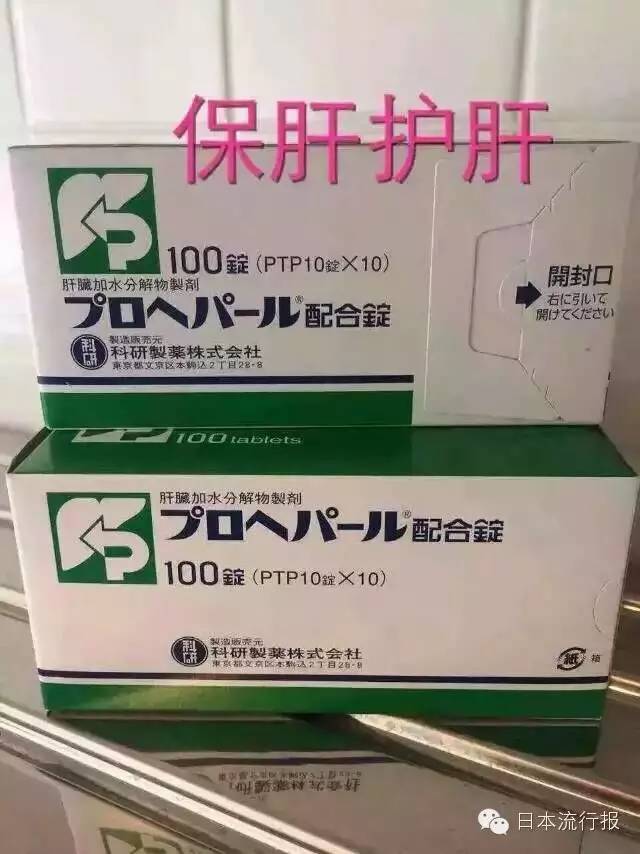 保肝护肝
100錠(PTP10錠×10)
肝臓加水分解物製剤
プロヘパール®配合錠
科研
製造販売元
科研製薬株式会社
東京都文京区本駒込2丁目28-8
開封口
右に引いて
開けてください
100tablets
肝臓加水分解物製剤
プロヘパール®配合錠
100錠(PTP10錠×10)
科研
製造販売元
科研製薬株式会社
東京都文京区本駒込2丁目28-8
紙 箱
日本流行报